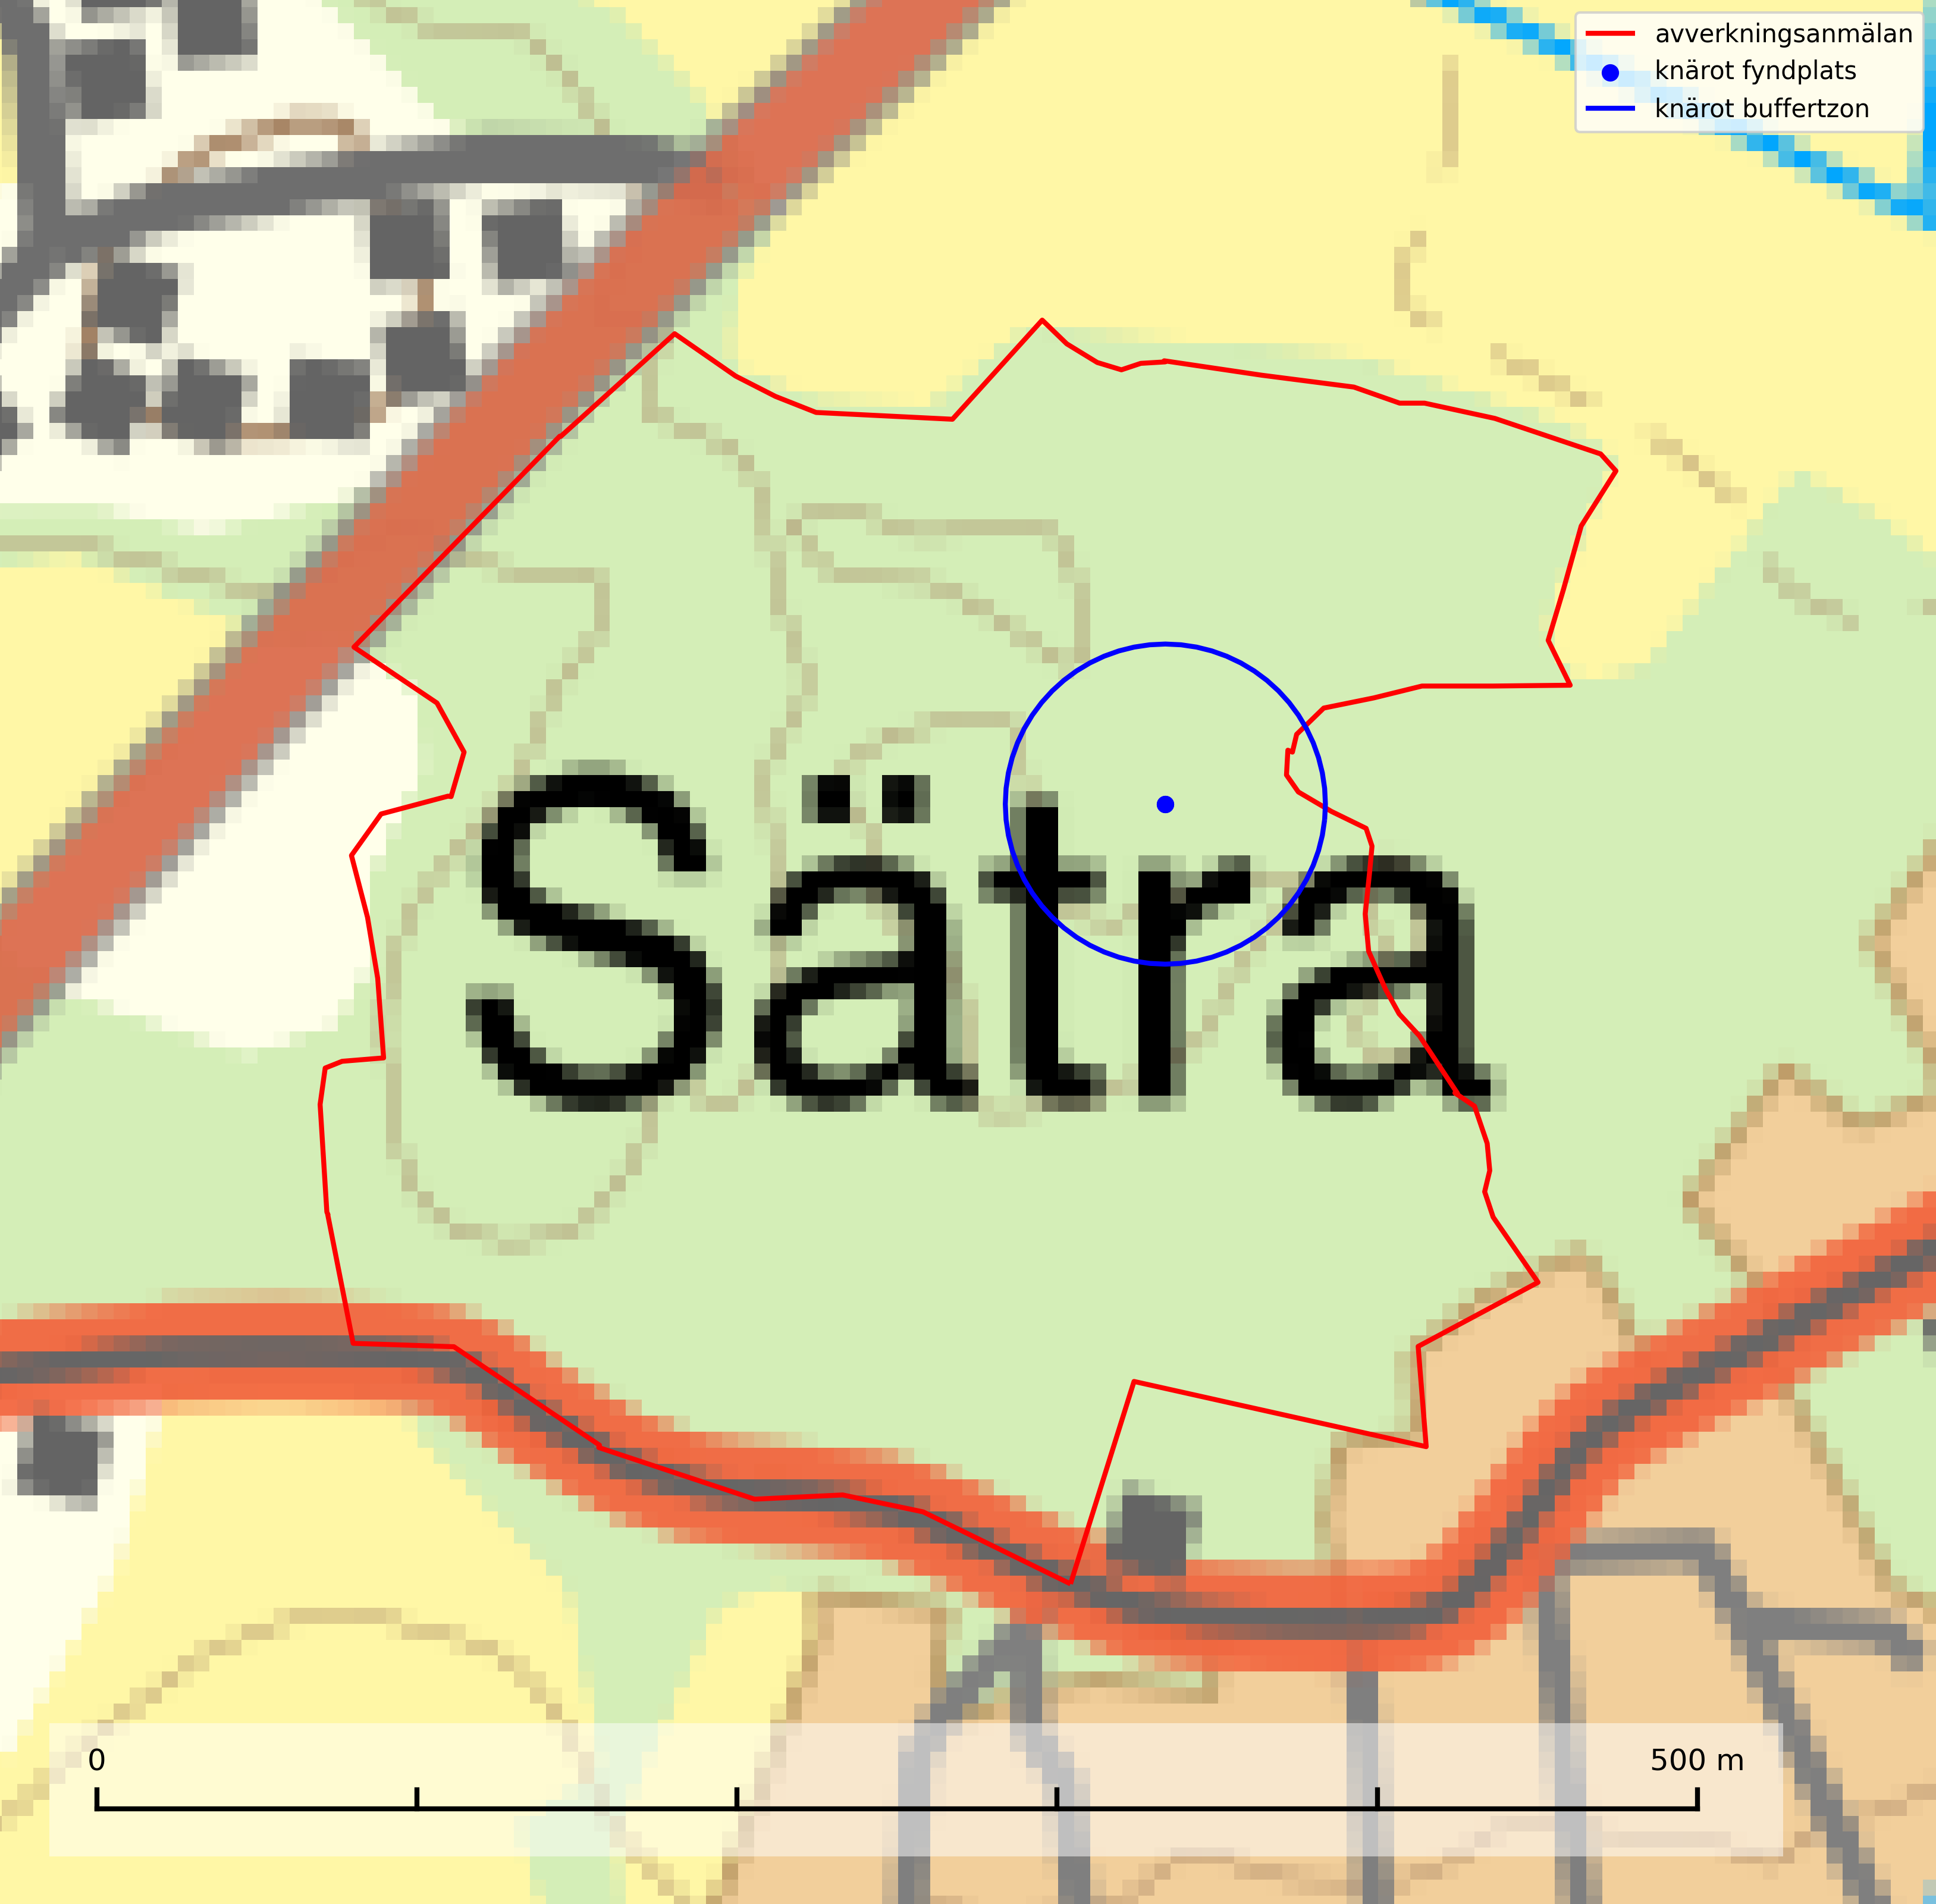 avverkningsanmälan
knärot fyndplats
knärot buffertzon
Sätra
0
500 m